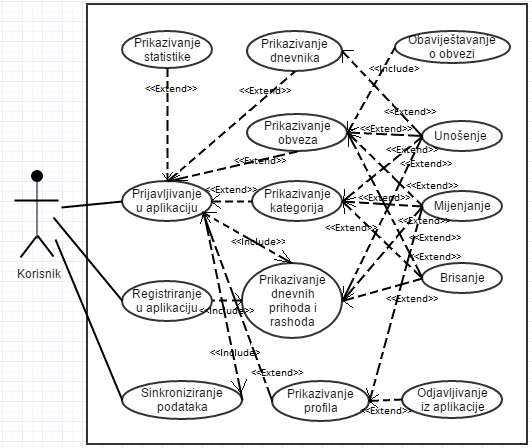 Prikazivanje
statistike
Prikazivanje
dnevnika
Obaviještavanje
o obvezi
<<Include>
<<Extend>>
<<Extend>>
<<Extend>>
Prikazivanje
obveza
<<Extend>>
Unošenje
<<Extend>>
<<Extend>>
Prijavljivanje
u aplikaciju
<<Extend>>
Prikazivanje
kategorija
<<Extend>>
<<Extend>>
Mijenjanje
<<Extend>>
<<Extend>>
<<Include>
<<Extend>>
Korisnik
Registriranje
u aplikaciju
<<Include>
Prikazivanje
dnevnih
prihoda i
rashoda
<<Extend>>
Brisanje
<<Extend>>
<<Include>
<<Extend>>
Sinkroniziranje
podataka
Prikazivanje
profila
<<Extend>>
Odjavljivanje
iz aplikacije